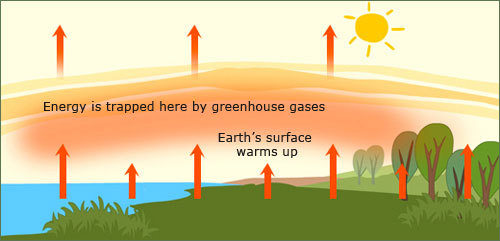 Energy is trapped here by greenhouse gases
Earth's surface
warms up